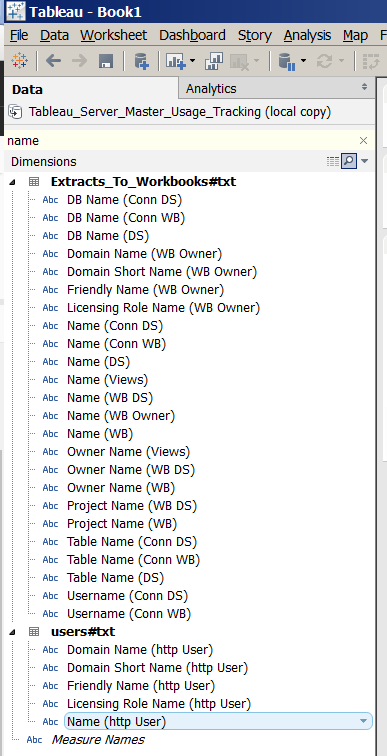 Tableau - Book1
File Data Worksheet Dashboard Story Analysis Map F
Data Analytics
Tableau_Server_Master_Usage_Tracking (local copy)
name
Dimensions
Extracts_To_Workbooks#txt
Abc DB Name (Conn DS)
Abc DB Name (Conn WB)
Abc DB Name (DS)
Abc Domain Name (WB Owner)
Abc Domain Short Name (WB Owner)
Abc Friendly Name (WB Owner)
Abc Licensing Role Name (WB Owner)
Abc Name (Conn DS)
Abc Name (Conn WB)
Abc Name (DS)
Abc Name (Views)
Abc Name (WB DS)
Abc Name (WB Owner)
Abc Name (WB)
Abc Owner Name (Views)
Abc Owner Name (WB DS)
Abc Owner Name (WB)
Abc Project Name (WB DS)
Abc Project Name (WB)
Abc Table Name (Conn DS)
Abc Table Name (Conn WB)
Abc Table Name (DS)
Abc Username (Conn DS)
Abc Username (Conn WB)
users#txt
Abc Domain Name (http User)
Abc Domain Short Name (http User)
Abc Friendly Name (http User)
Abc Licensing Role Name (http User)
Abc Name (http User)
Abc Measure Names